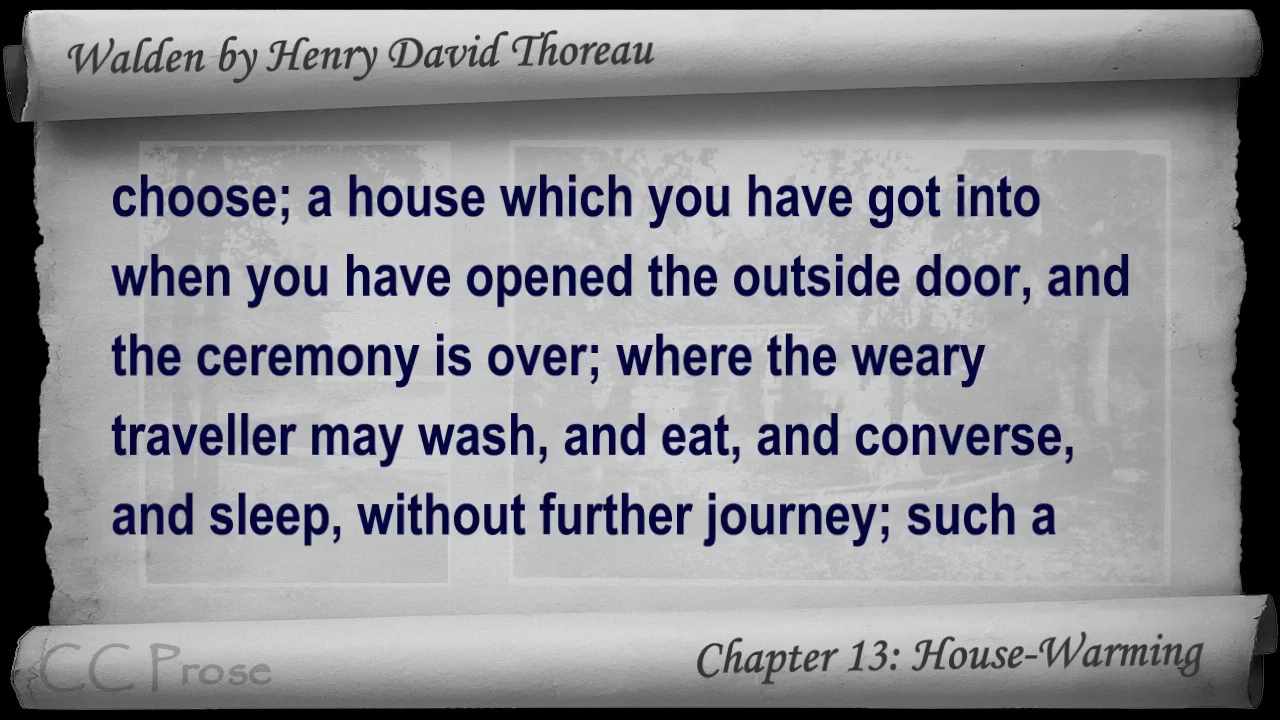 Walden by Henry David Thoreau
choose; a house which you have got into
when you have opened the outside door, and
the ceremony is over; where the weary
traveller may wash, and eat, and converse,
and sleep, without further journey; such a
CC Prose
Chapter 13: House-Warming